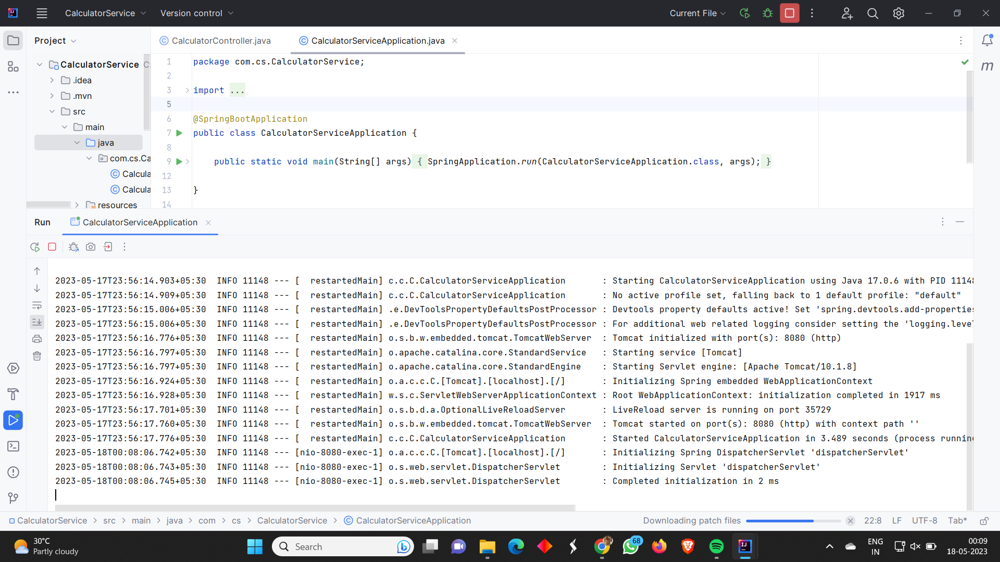 CalculatorService
Version control
Current File
Project
CalculatorController.java
CalculatorServiceApplication.java
CalculatorService
.idea
.mvn
src
main
java
com.cs.Ca
Calcula
Calcula
resources
1 package com.cs.CalculatorService;
2
3 import ...
5
6 @SpringBootApplication
7 public class CalculatorServiceApplication {
8
9 public static void main(String[] args) { SpringApplication.run(CalculatorServiceApplication.class, args); }
12
13 }
14
m
Run
CalculatorServiceApplication
2023-05-17T23:56:14.903+05:30  INFO 11148 --- [  restartedMain] c.c.C.CalculatorServiceApplication       : Starting CalculatorServiceApplication using Java 17.0.6 with PID 11148
2023-05-17T23:56:14.909+05:30  INFO 11148 --- [  restartedMain] c.c.C.CalculatorServiceApplication       : No active profile set, falling back to 1 default profile: "default"
2023-05-17T23:56:15.006+05:30  INFO 11148 --- [  restartedMain] .e.DevToolsPropertyDefaultsPostProcessor : Devtools property defaults active! Set 'spring.devtools.add-properties
2023-05-17T23:56:15.006+05:30  INFO 11148 --- [  restartedMain] .e.DevToolsPropertyDefaultsPostProcessor : For additional web related logging consider setting the 'logging.level
2023-05-17T23:56:16.776+05:30  INFO 11148 --- [  restartedMain] o.s.b.w.embedded.tomcat.TomcatWebServer  : Tomcat initialized with port(s): 8080 (http)
2023-05-17T23:56:16.797+05:30  INFO 11148 --- [  restartedMain] o.apache.catalina.core.StandardService   : Starting service [Tomcat]
2023-05-17T23:56:16.797+05:30  INFO 11148 --- [  restartedMain] o.apache.catalina.core.StandardEngine    : Starting Servlet engine: [Apache Tomcat/10.1.8]
2023-05-17T23:56:16.924+05:30  INFO 11148 --- [  restartedMain] o.a.c.c.C.[Tomcat].[localhost].[/]       : Initializing Spring embedded WebApplicationContext
2023-05-17T23:56:16.928+05:30  INFO 11148 --- [  restartedMain] w.s.c.ServletWebServerApplicationContext : Root WebApplicationContext: initialization completed in 1917 ms
2023-05-17T23:56:17.701+05:30  INFO 11148 --- [  restartedMain] o.s.b.d.a.OptionalLiveReloadServer       : LiveReload server is running on port 35729
2023-05-17T23:56:17.760+05:30  INFO 11148 --- [  restartedMain] o.s.b.w.embedded.tomcat.TomcatWebServer  : Tomcat started on port(s): 8080 (http) with context path ''
2023-05-17T23:56:17.776+05:30  INFO 11148 --- [  restartedMain] c.c.C.CalculatorServiceApplication       : Started CalculatorServiceApplication in 3.489 seconds (process running
2023-05-18T00:08:06.742+05:30  INFO 11148 --- [nio-8080-exec-1] o.a.c.c.C.[Tomcat].[localhost].[/]       : Initializing Spring DispatcherServlet 'dispatcherServlet'
2023-05-18T00:08:06.743+05:30  INFO 11148 --- [nio-8080-exec-1] o.s.web.servlet.DispatcherServlet        : Initializing Servlet 'dispatcherServlet'
2023-05-18T00:08:06.745+05:30  INFO 11148 --- [nio-8080-exec-1] o.s.web.servlet.DispatcherServlet        : Completed initialization in 2 ms
CalculatorService > src > main > java > com > cs > CalculatorService > CalculatorServiceApplication
Downloading patch files
22:8 LF UTF-8 Tab*
30°C
Partly cloudy
Search
68
ENG
IN
00:09
18-05-2023